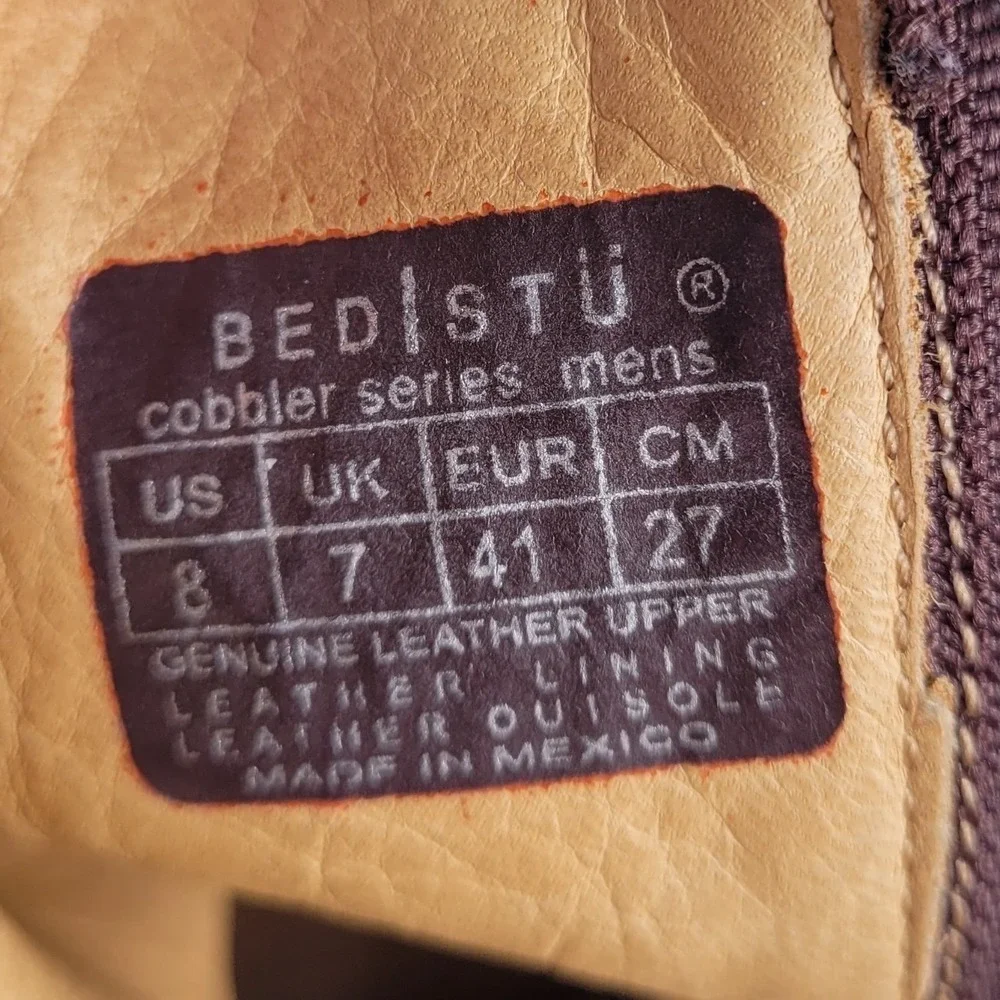 BED|STÜ ®
cobbler series mens
US UK EUR CM
8 7 41 27
GENUINE LEATHER UPPER
LEATHER LINING
LEATHER OUISOLE
MADE IN MEXICO